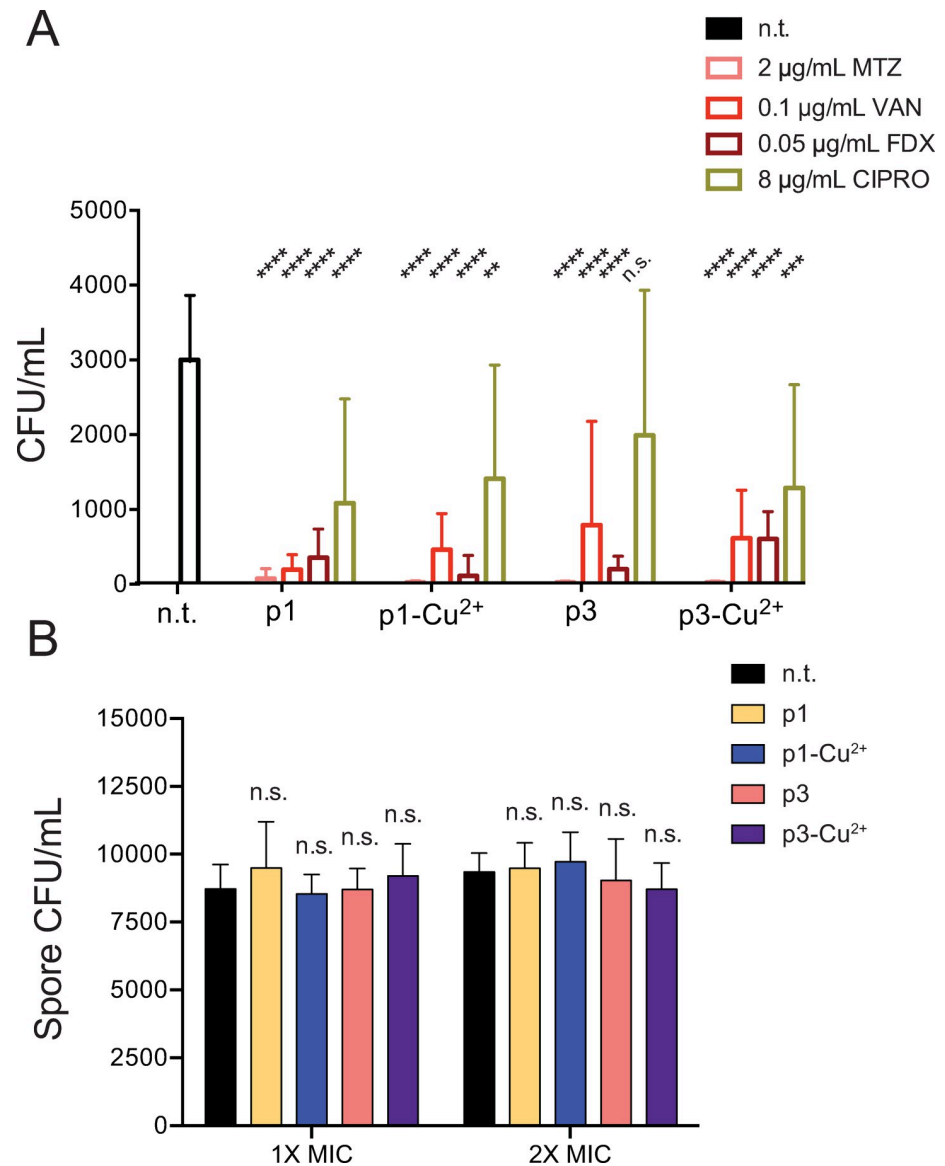 A
n.t.
2 µg/mL MTZ
0.1 µg/mL VAN
0.05 µg/mL FDX
8 µg/mL CIPRO
CFU/mL
5000
4000
3000
2000
1000
0
**** **** **** ****
**** **** **** **
**** **** **** n.s.
**** **** **** ***
n.t. p1 p1-Cu²⁺ p3 p3-Cu²⁺
B
n.t.
p1
p1-Cu²⁺
p3
p3-Cu²⁺
Spore CFU/mL
15000
12500
10000
7500
5000
2500
0
n.s. n.s. n.s. n.s.
n.s. n.s. n.s. n.s.
1X MIC 2X MIC